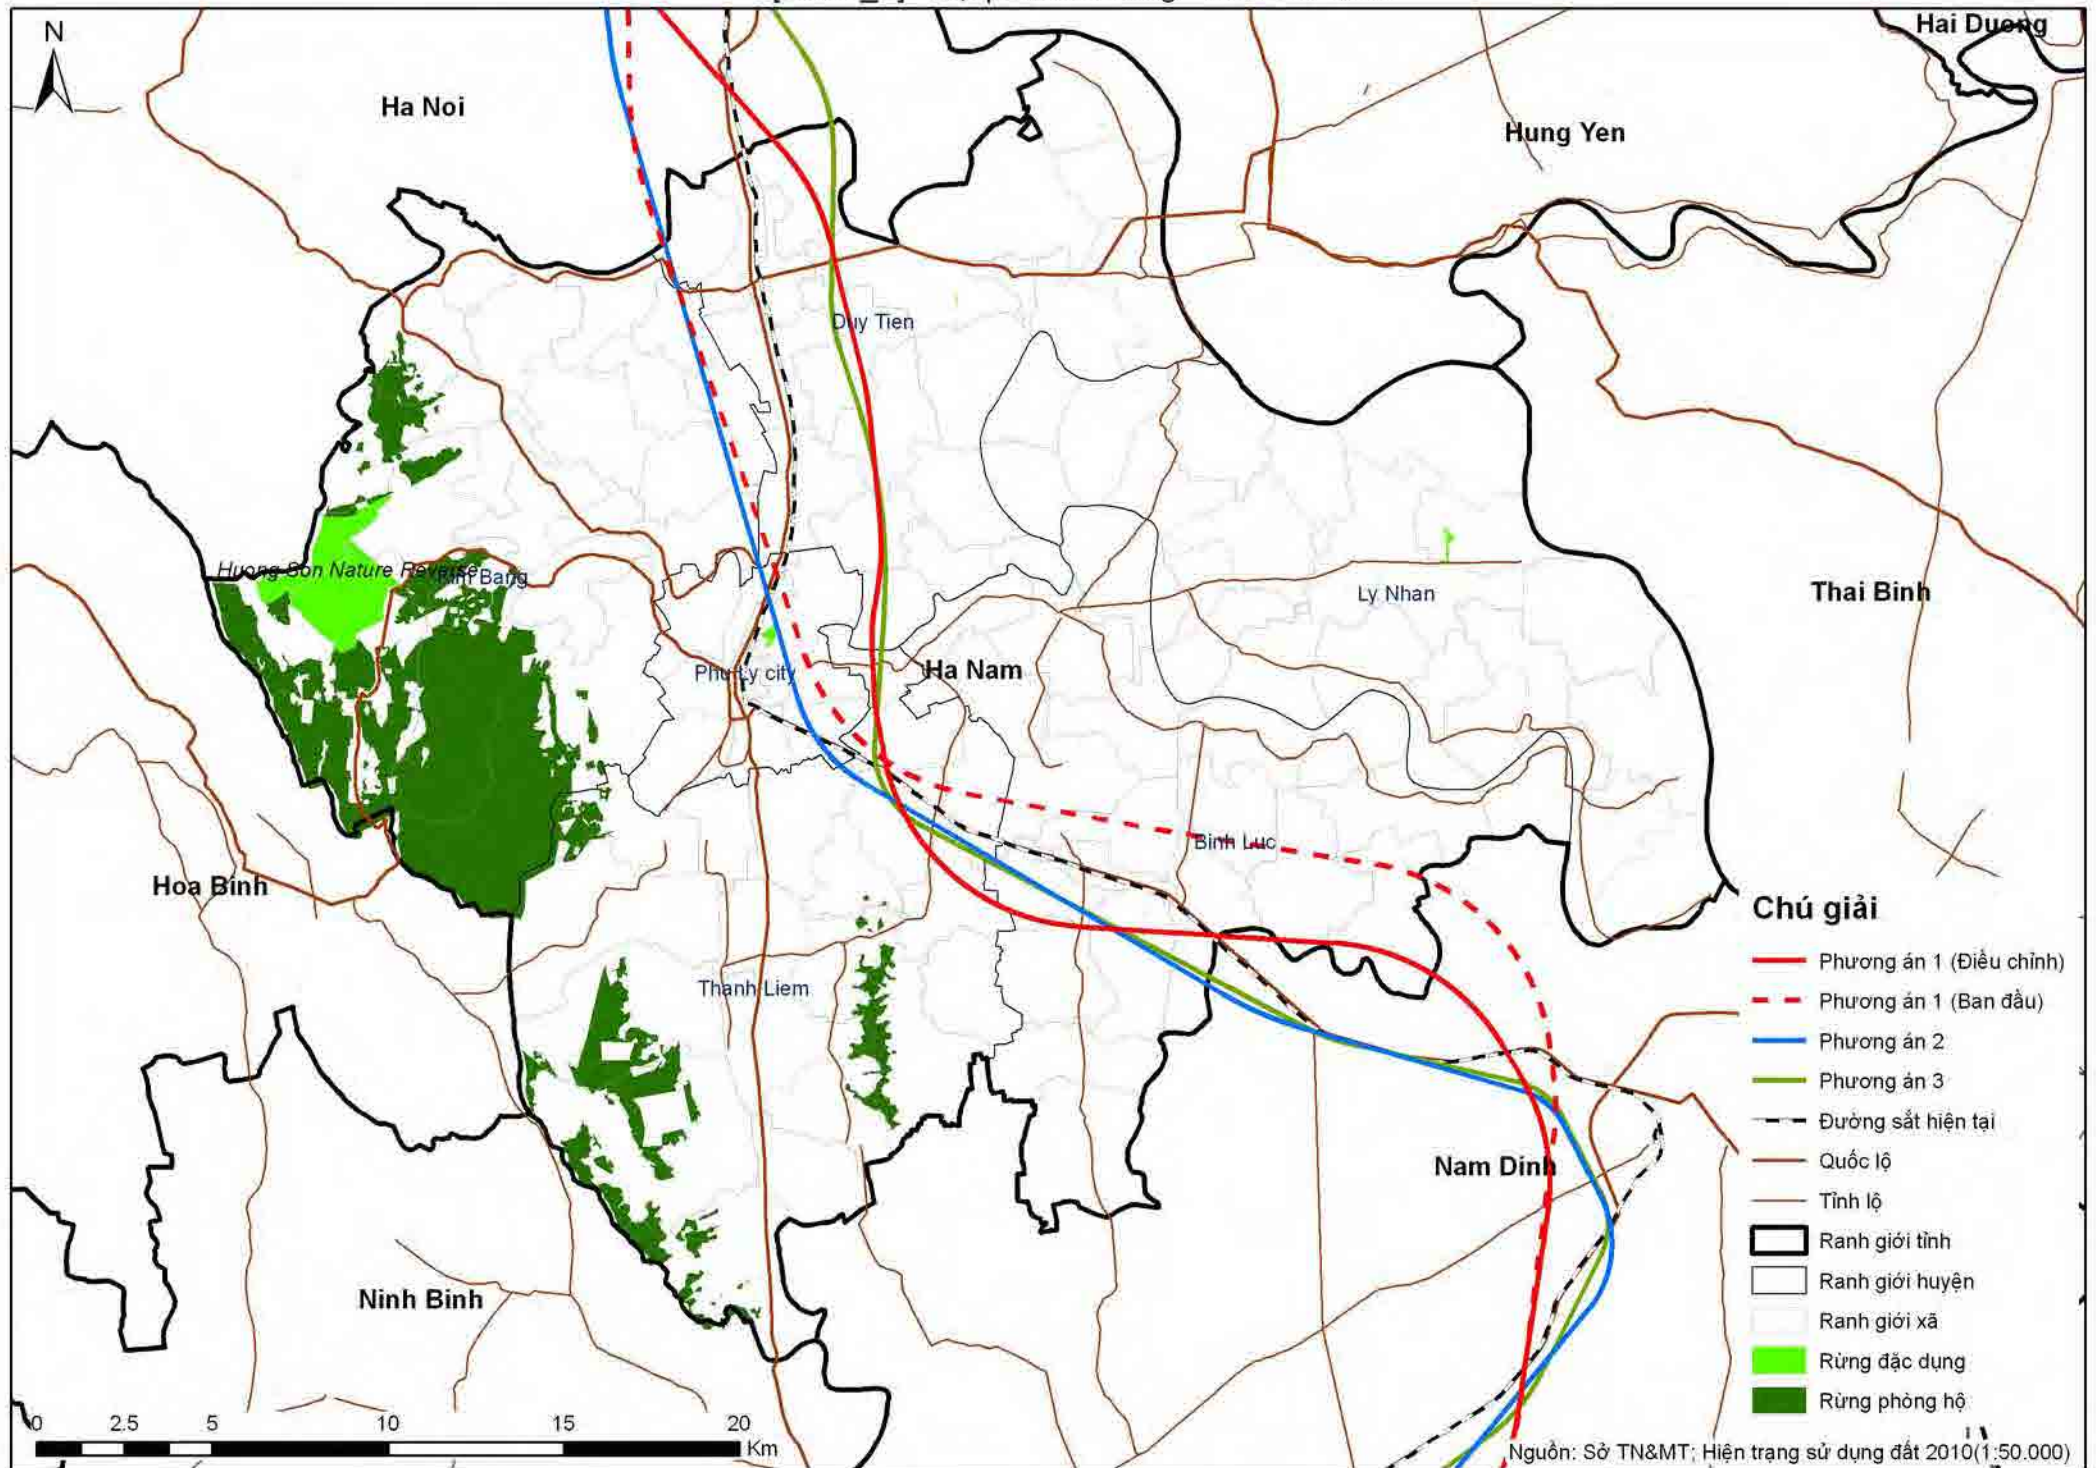 N
Hai Duong
Ha Noi
Hung Yen
Duy Tien
Huong Son Nature Reverse
Kim Bang
Ly Nhan
Thai Binh
Phu Ly city
Ha Nam
Binh Luc
Hoa Binh
Thanh Liem
Nam Dinh
Ninh Binh
Chú giải
Phương án 1 (Điều chỉnh)
Phương án 1 (Ban đầu)
Phương án 2
Phương án 3
Đường sắt hiện tại
Quốc lộ
Tỉnh lộ
Ranh giới tỉnh
Ranh giới huyện
Ranh giới xã
Rừng đặc dụng
Rừng phòng hộ
0 2.5 5 10 15 20
Km
Nguồn: Sở TN&MT; Hiện trạng sử dụng đất 2010(1:50.000)